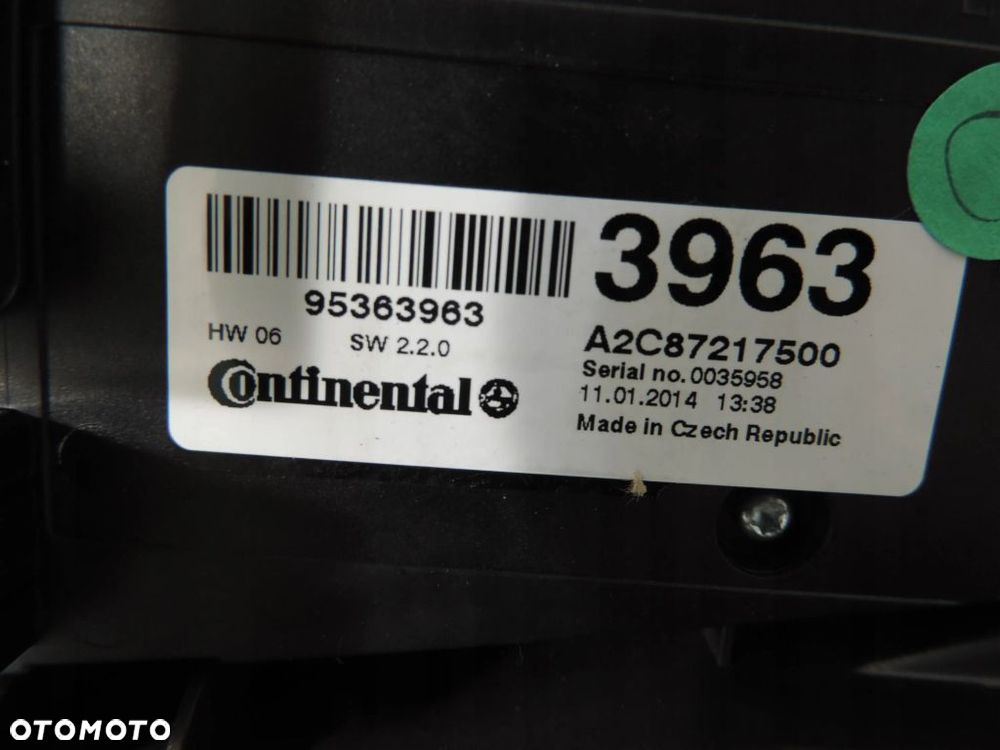 3963
95363963
HW 06 SW 2.2.0
A2C87217500
Serial no. 0035958
11.01.2014 13:38
Continental
Made in Czech Republic
OTOMOTO